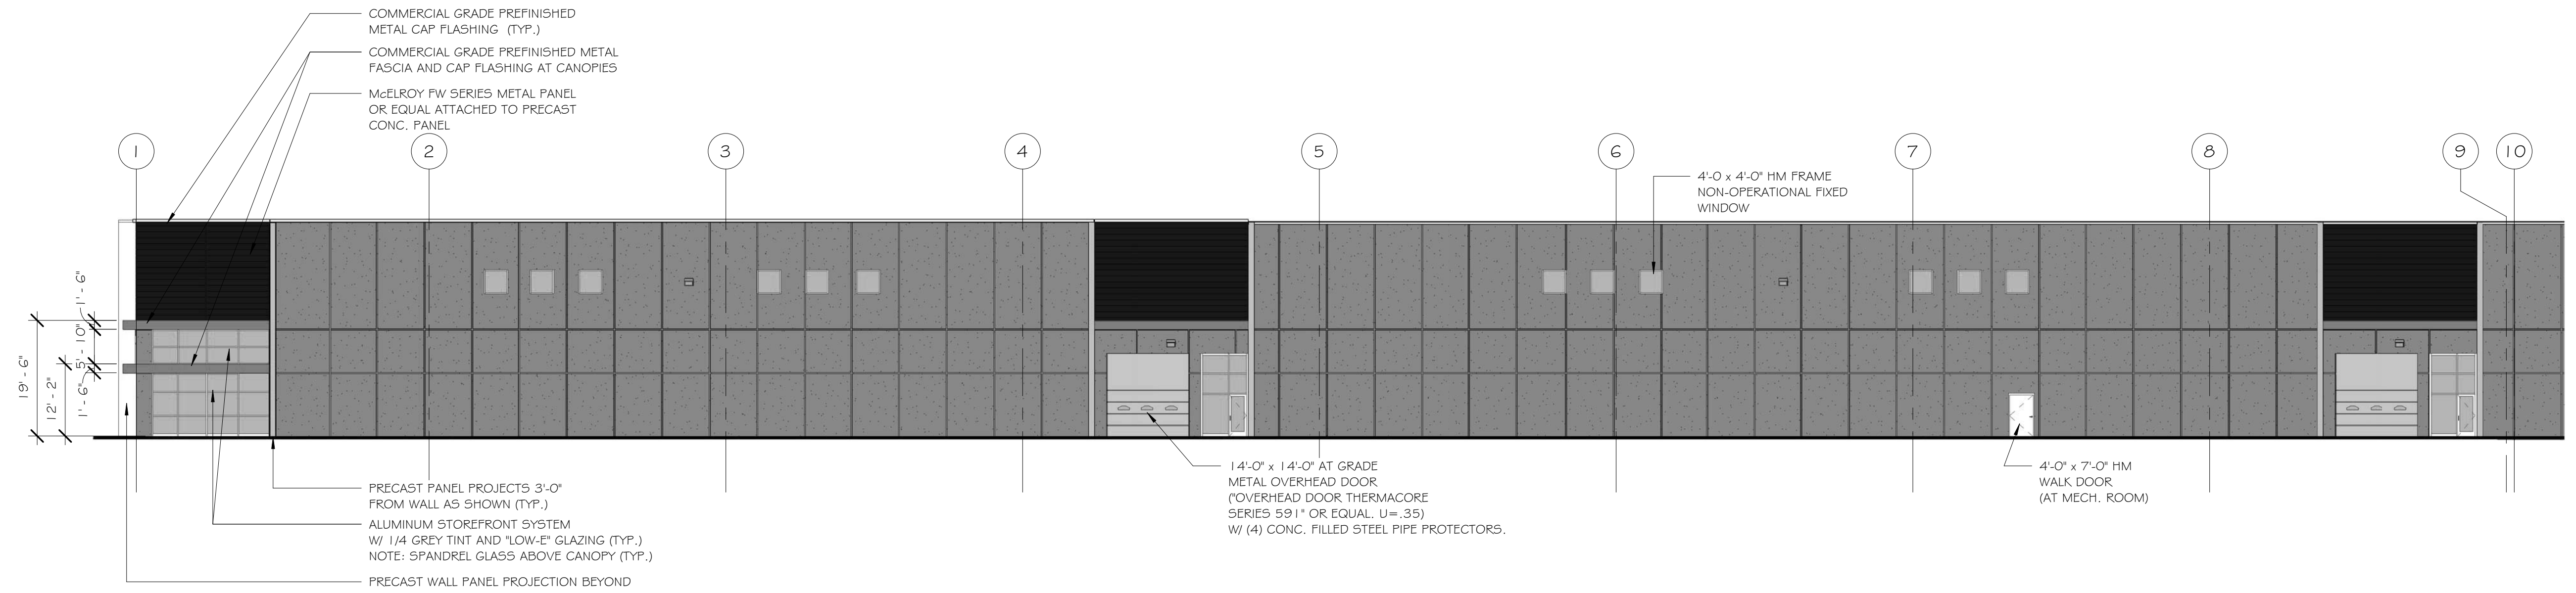 COMMERCIAL GRADE PREFINISHED
METAL CAP FLASHING (TYP.)
COMMERCIAL GRADE PREFINISHED METAL
FASCIA AND CAP FLASHING AT CANOPIES
McELROY FW SERIES METAL PANEL
OR EQUAL ATTACHED TO PRECAST
CONC. PANEL
1
2
3
4
5
6
7
8
9
10
4'-0 x 4'-0" HM FRAME
NON-OPERATIONAL FIXED
WINDOW
19' - 6"
12' - 2"
1' - 6"
5' - 10"
1' - 6"
PRECAST PANEL PROJECTS 3'-0"
FROM WALL AS SHOWN (TYP.)
ALUMINUM STOREFRONT SYSTEM
W/ 1/4 GREY TINT AND "LOW-E" GLAZING (TYP.)
NOTE: SPANDREL GLASS ABOVE CANOPY (TYP.)
PRECAST WALL PANEL PROJECTION BEYOND
14'-0" x 14'-0" AT GRADE
METAL OVERHEAD DOOR
("OVERHEAD DOOR THERMACORE
SERIES 591" OR EQUAL. U=.35)
W/ (4) CONC. FILLED STEEL PIPE PROTECTORS.
4'-0" x 7'-0" HM
WALK DOOR
(AT MECH. ROOM)